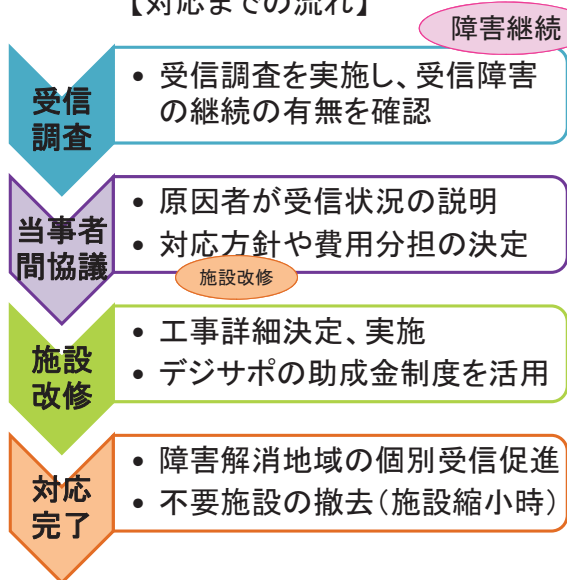 【対応までの流れ】
障害継続
受信
調査
• 受信調査を実施し、受信障害
の継続の有無を確認
当事者
間協議
• 原因者が受信状況の説明
• 対応方針や費用分担の決定
施設改修
施設
改修
• 工事詳細決定、実施
• デジサポの助成金制度を活用
対応
完了
• 障害解消地域の個別受信促進
• 不要施設の撤去(施設縮小時)